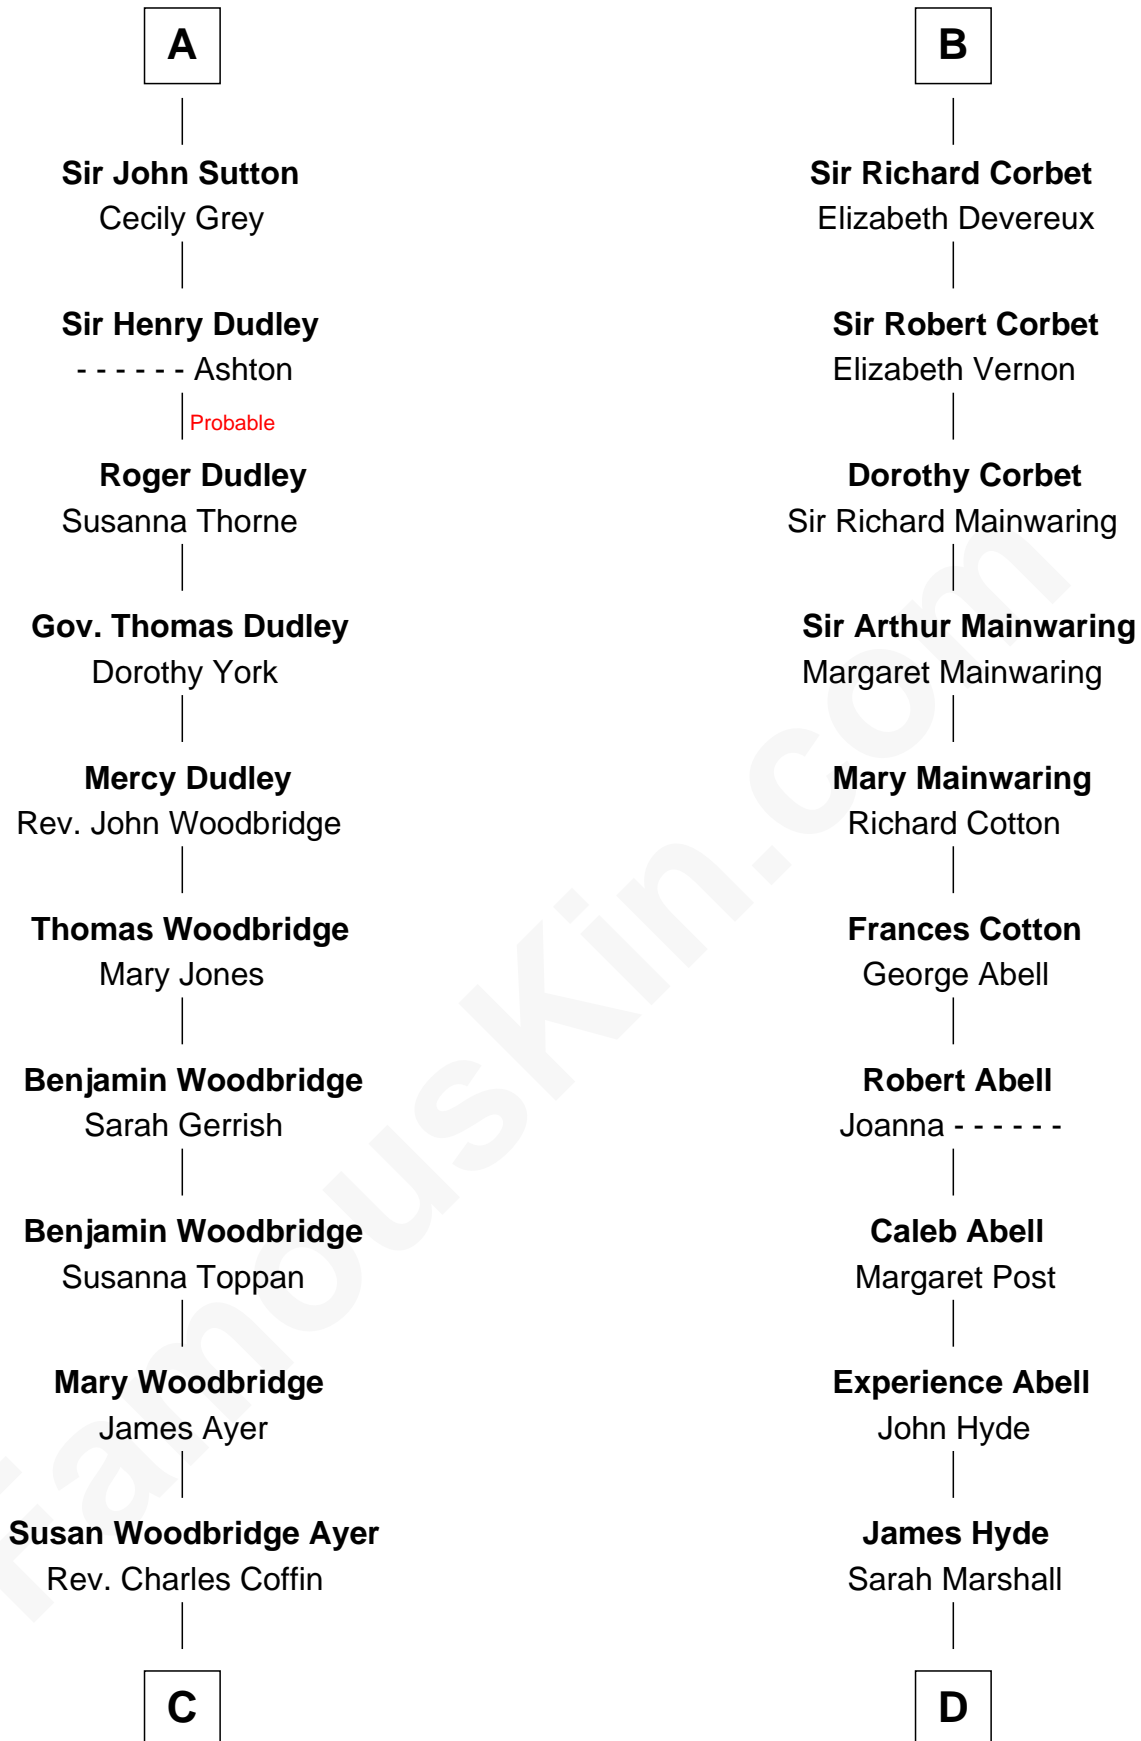 A
Sir John Sutton
Cecily Grey
Sir Henry Dudley
- - - - - - Ashton
Probable
Roger Dudley
Susanna Thorne
Gov. Thomas Dudley
Dorothy York
Mercy Dudley
Rev. John Woodbridge
Thomas Woodbridge
Mary Jones
Benjamin Woodbridge
Sarah Gerrish
Benjamin Woodbridge
Susanna Toppan
Mary Woodbridge
James Ayer
Susan Woodbridge Ayer
Rev. Charles Coffin
C
B
Sir Richard Corbet
Elizabeth Devereux
Sir Robert Corbet
Elizabeth Vernon
Dorothy Corbet
Sir Richard Mainwaring
Sir Arthur Mainwaring
Margaret Mainwaring
Mary Mainwaring
Richard Cotton
Frances Cotton
George Abell
Robert Abell
Joanna - - - - - -
Caleb Abell
Margaret Post
Experience Abell
John Hyde
James Hyde
Sarah Marshall
D
FamousKin.com